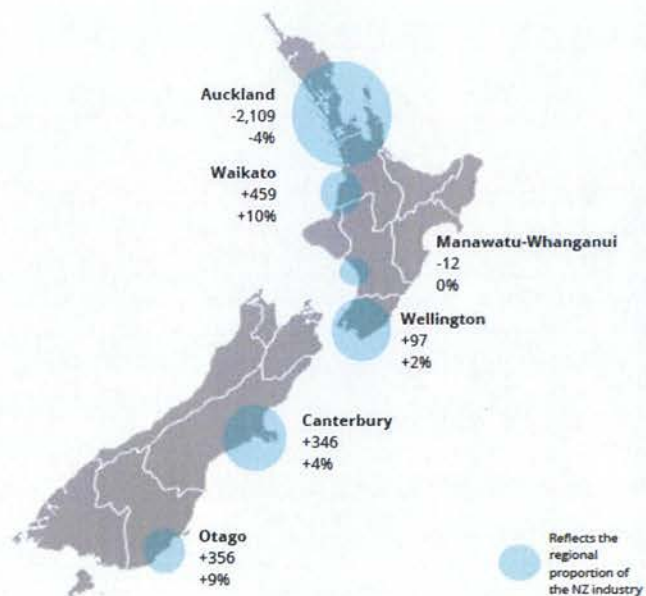 Auckland
-2,109
-4%
Waikato
+459
+10%
Manawatu-Whanganui
-12
0%
Wellington
+97
+2%
Canterbury
+346
+4%
Otago
+356
+9%
Reflects the
regional
proportion of
the NZ industry